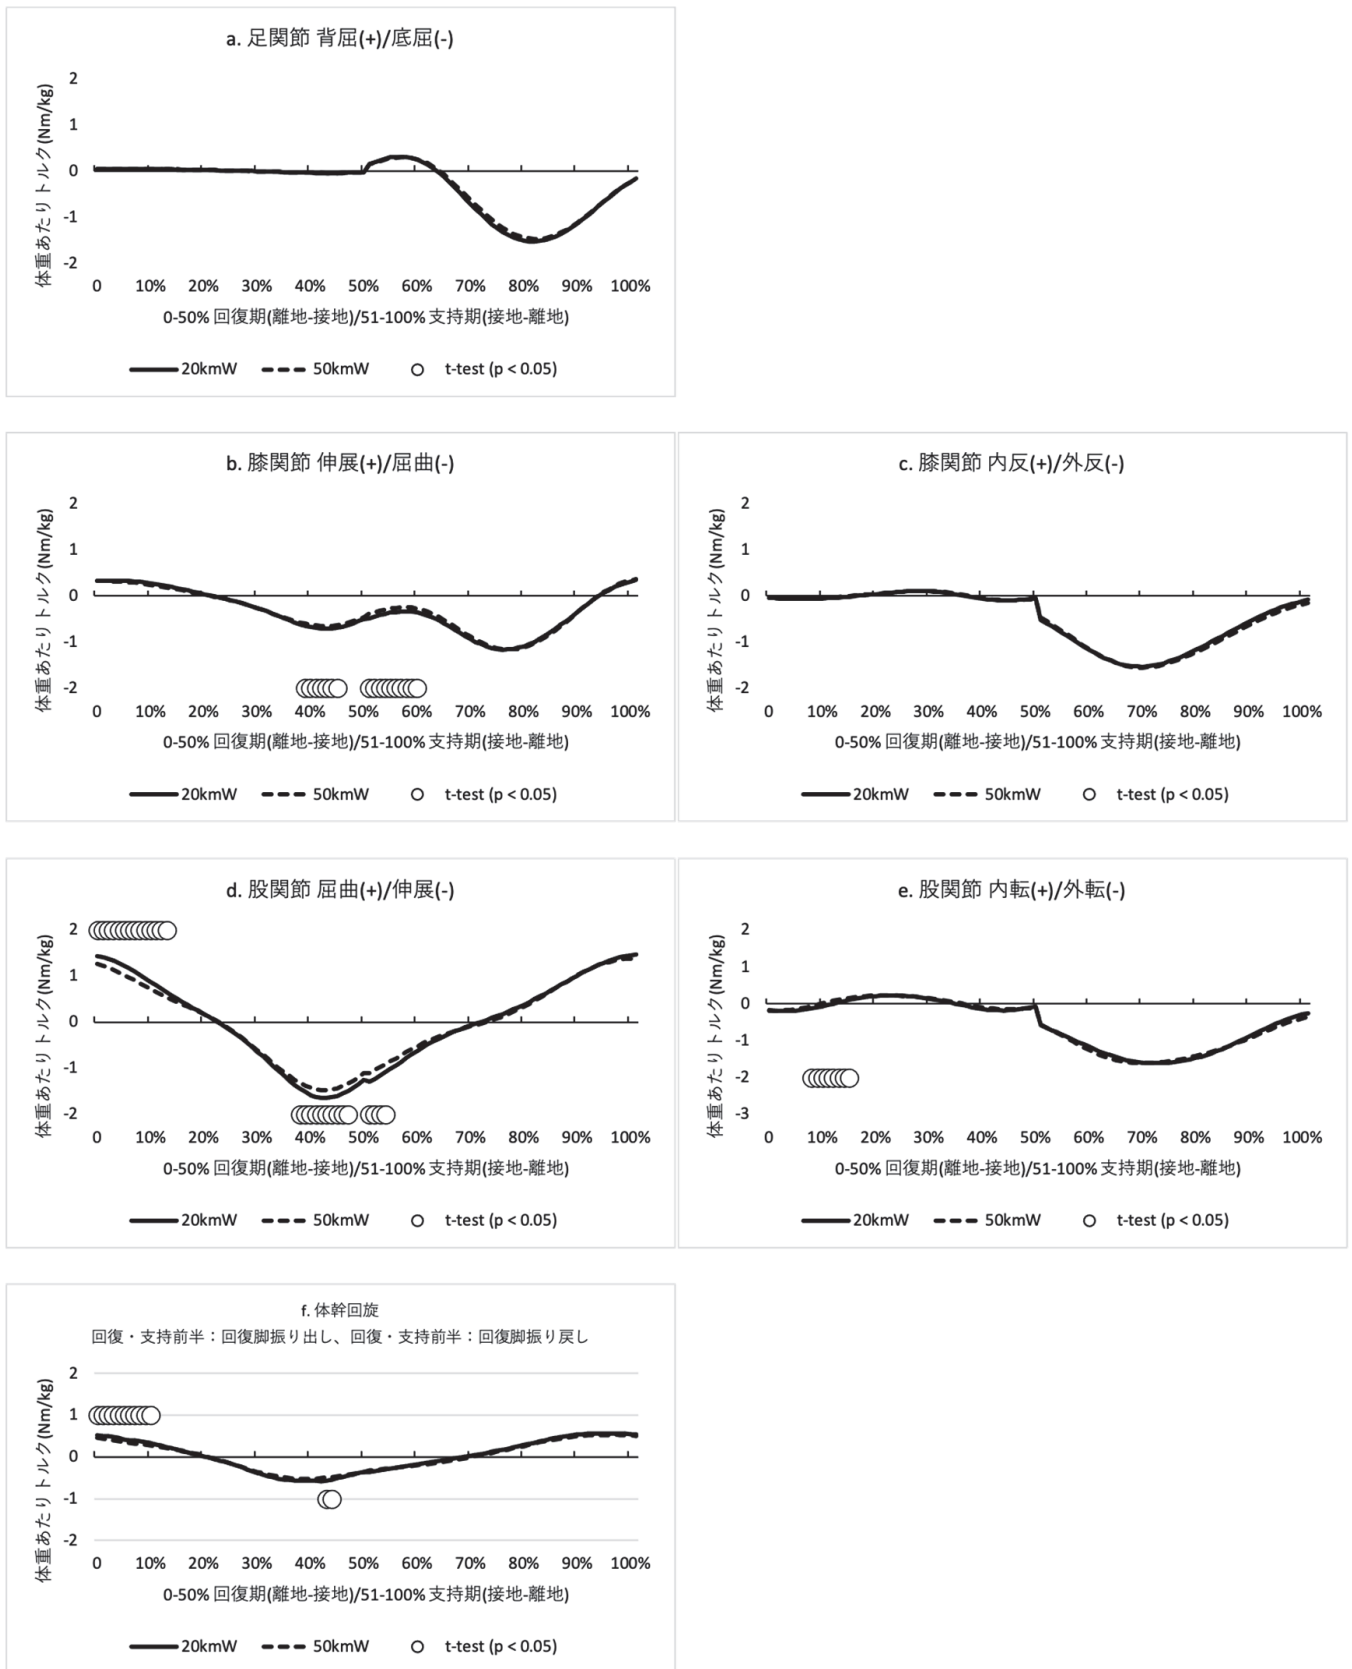 a. 足関節 背屈(+)/底屈(-)
体重あたりトルク(Nm/kg)
2
1
0
-1
-2
0 10% 20% 30% 40% 50% 60% 70% 80% 90% 100%
0-50% 回復期(離地-接地)/51-100% 支持期(接地-離地)
20kmW 50kmW t-test (p < 0.05)
b. 膝関節 伸展(+)/屈曲(-)
体重あたりトルク(Nm/kg)
2
1
0
-1
-2
0 10% 20% 30% 40% 50% 60% 70% 80% 90% 100%
0-50% 回復期(離地-接地)/51-100% 支持期(接地-離地)
20kmW 50kmW t-test (p < 0.05)
c. 膝関節 内反(+)/外反(-)
体重あたりトルク(Nm/kg)
2
1
0
-1
-2
0 10% 20% 30% 40% 50% 60% 70% 80% 90% 100%
0-50% 回復期(離地-接地)/51-100% 支持期(接地-離地)
20kmW 50kmW t-test (p < 0.05)
d. 股関節 屈曲(+)/伸展(-)
体重あたりトルク(Nm/kg)
2
1
0
-1
-2
0 10% 20% 30% 40% 50% 60% 70% 80% 90% 100%
0-50% 回復期(離地-接地)/51-100% 支持期(接地-離地)
20kmW 50kmW t-test (p < 0.05)
e. 股関節 内転(+)/外転(-)
体重あたりトルク(Nm/kg)
2
1
0
-1
-2
-3
0 10% 20% 30% 40% 50% 60% 70% 80% 90% 100%
0-50% 回復期(離地-接地)/51-100% 支持期(接地-離地)
20kmW 50kmW t-test (p < 0.05)
f. 体幹回旋
回復・支持前半：回復脚振り出し、回復・支持前半：回復脚振り戻し
体重あたりトルク(Nm/kg)
2
1
0
-1
-2
0 10% 20% 30% 40% 50% 60% 70% 80% 90% 100%
0-50% 回復期(離地-接地)/51-100% 支持期(接地-離地)
20kmW 50kmW t-test (p < 0.05)